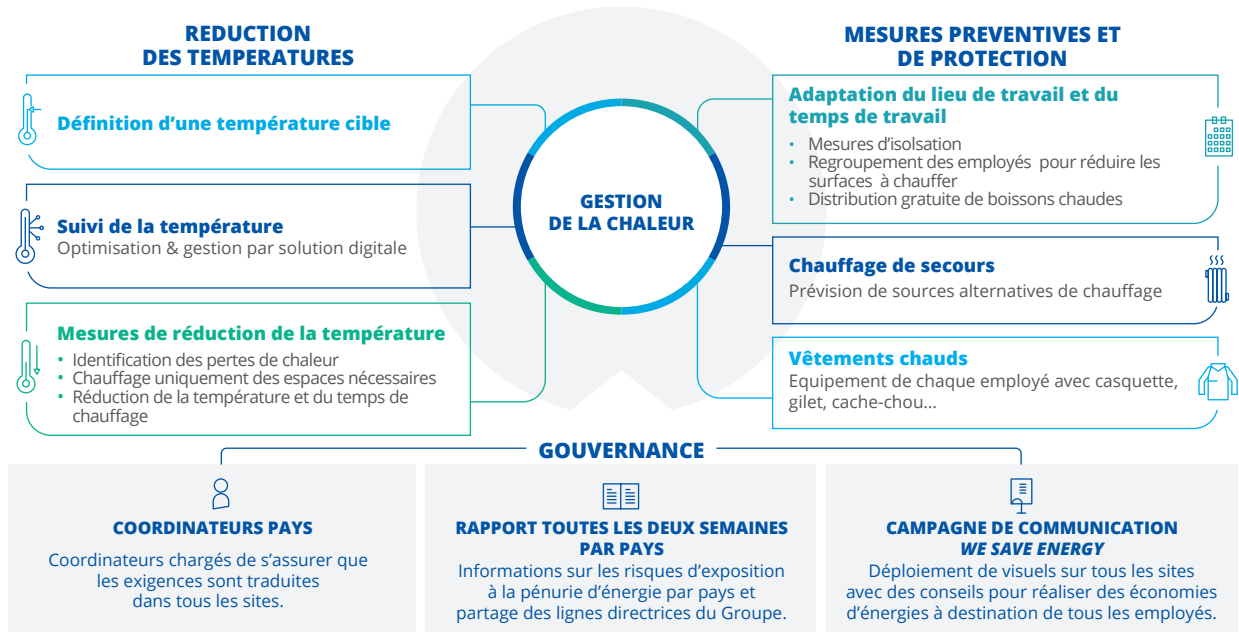 REDUCTION
DES TEMPERATURES
Définition d'une température cible
Suivi de la température
Optimisation & gestion par solution digitale
Mesures de réduction de la température
• Identification des pertes de chaleur
• Chauffage uniquement des espaces nécessaires
• Réduction de la température et du temps de
chauffage
GESTION
DE LA CHALEUR
MESURES PREVENTIVES ET
DE PROTECTION
Adaptation du lieu de travail et du
temps de travail
• Mesures d'isolsation
• Regroupement des employés pour réduire les
surfaces à chauffer
• Distribution gratuite de boissons chaudes
Chauffage de secours
Prévision de sources alternatives de chauffage
Vêtements chauds
Equipement de chaque employé avec casquette,
gilet, cache-chou...
GOUVERNANCE
COORDINATEURS PAYS
Coordinateurs chargés de s'assurer que
les exigences sont traduites
dans tous les sites.
RAPPORT TOUTES LES DEUX SEMAINES
PAR PAYS
Informations sur les risques d'exposition
à la pénurie d'énergie par pays et
partage des lignes directrices du Groupe.
CAMPAGNE DE COMMUNICATION
WE SAVE ENERGY
Déploiement de visuels sur tous les sites
avec des conseils pour réaliser des économies
d'énergies à destination de tous les employés.